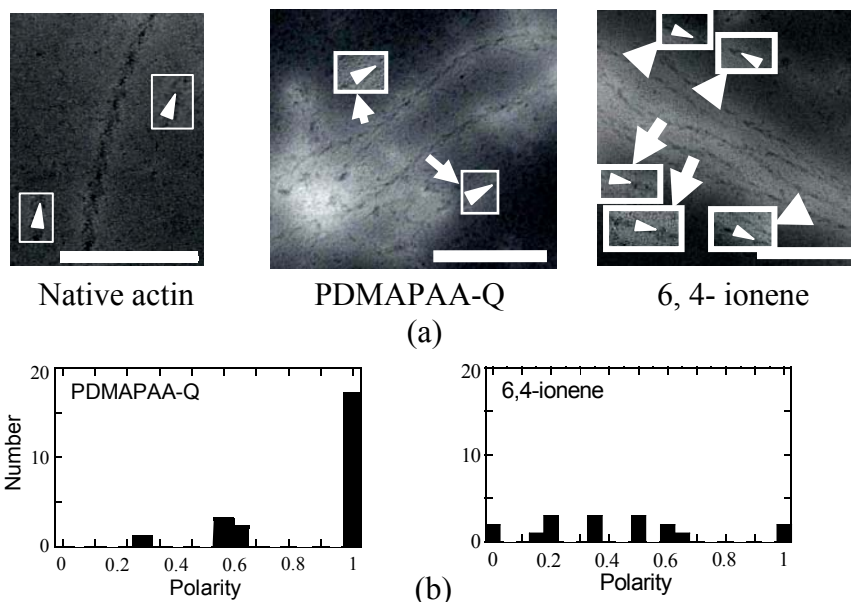 Native actin
PDMAPAA-Q
6, 4- ionene
(a)
20
PDMAPAA-Q
10
0
Number
0 0.2 0.4 0.6 0.8 1
Polarity
20
6,4-ionene
10
0
0 0.2 0.4 0.6 0.8 1
Polarity
(b)